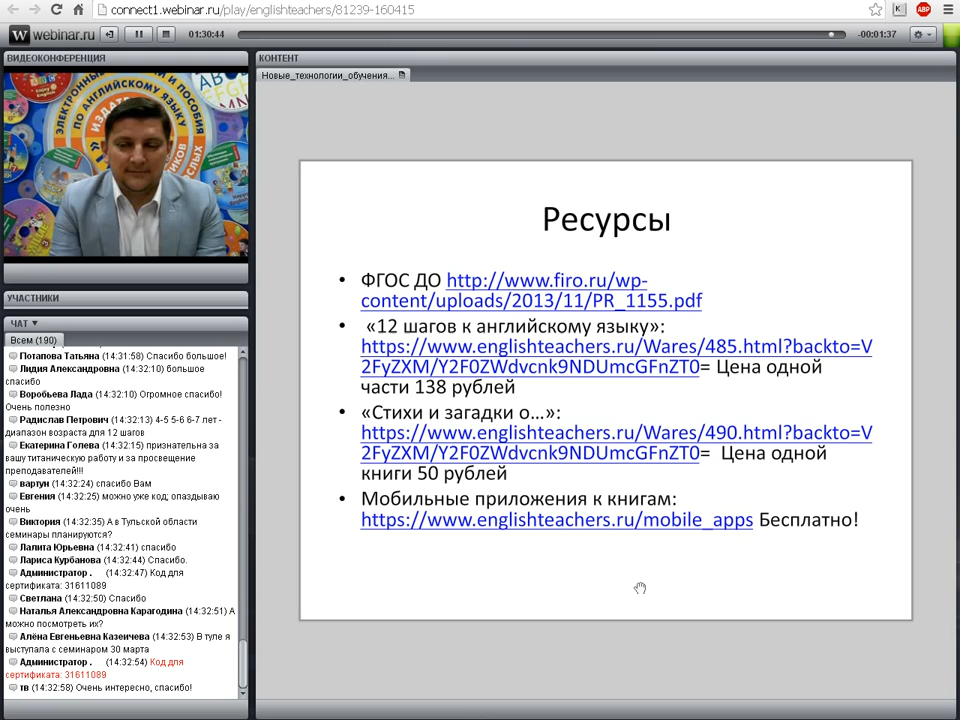 connect1.webinar.ru/play/englishteachers/81239-160415
webinar.ru
01:30:44
-00:01:37
ВИДЕОКОНФЕРЕНЦИЯ
ЭЛЕКТРОННЫЕ
ПО АНГЛИЙСКОМУ ЯЗЫКУ
И ПОСОБИЯ
УЧАСТНИКИ
ЧАТ
Всем (190)
Потапова Татьяна (14:31:58) Спасибо большое!
Лидия Александровна (14:32:10) большое
спасибо
Воробьева Лада (14:32:10) Огромное спасибо!
Очень полезно
Радислав Петрович (14:32:13) 4-5 5-6 6-7 лет -
диапазон возраста для 12 шагов
Екатерина Голева (14:32:15) признательна за
вашу титаническую работу и за просвещение
преподавателей!!!
вартун (14:32:24) спасибо Вам
Евгения (14:32:25) можно уже код; опаздываю
очень
Виктория (14:32:35) А в Тульской области
семинары планируются?
Лалита Юрьевна (14:32:41) спасибо
Лариса Курбанова (14:32:44) Спасибо.
Администратор . (14:32:47) Код для
сертификата: 31611089
Светлана (14:32:50) Спасибо
Наталья Александровна Карагодина (14:32:51) А
можно посмотреть их?
Алёна Евгеньевна Казеичева (14:32:53) В туле я
выступала с семинаром 30 марта
Администратор . (14:32:54) Код для
сертификата: 31611089
тв (14:32:58) Очень интересно, спасибо!
КОНТЕНТ
Новые_технологии_обучения...
Ресурсы
• ФГОС ДО http://www.firo.ru/wp-
content/uploads/2013/11/PR_1155.pdf
• «12 шагов к английскому языку»:
https://www.englishteachers.ru/Wares/485.html?backto=V
2FyZXM/Y2F0ZWdvcnk9NDUmcGFnZT0= Цена одной
части 138 рублей
• «Стихи и загадки о...»:
https://www.englishteachers.ru/Wares/490.html?backto=V
2FyZXM/Y2F0ZWdvcnk9NDUmcGFnZT0= Цена одной
книги 50 рублей
• Мобильные приложения к книгам:
https://www.englishteachers.ru/mobile_apps Бесплатно!